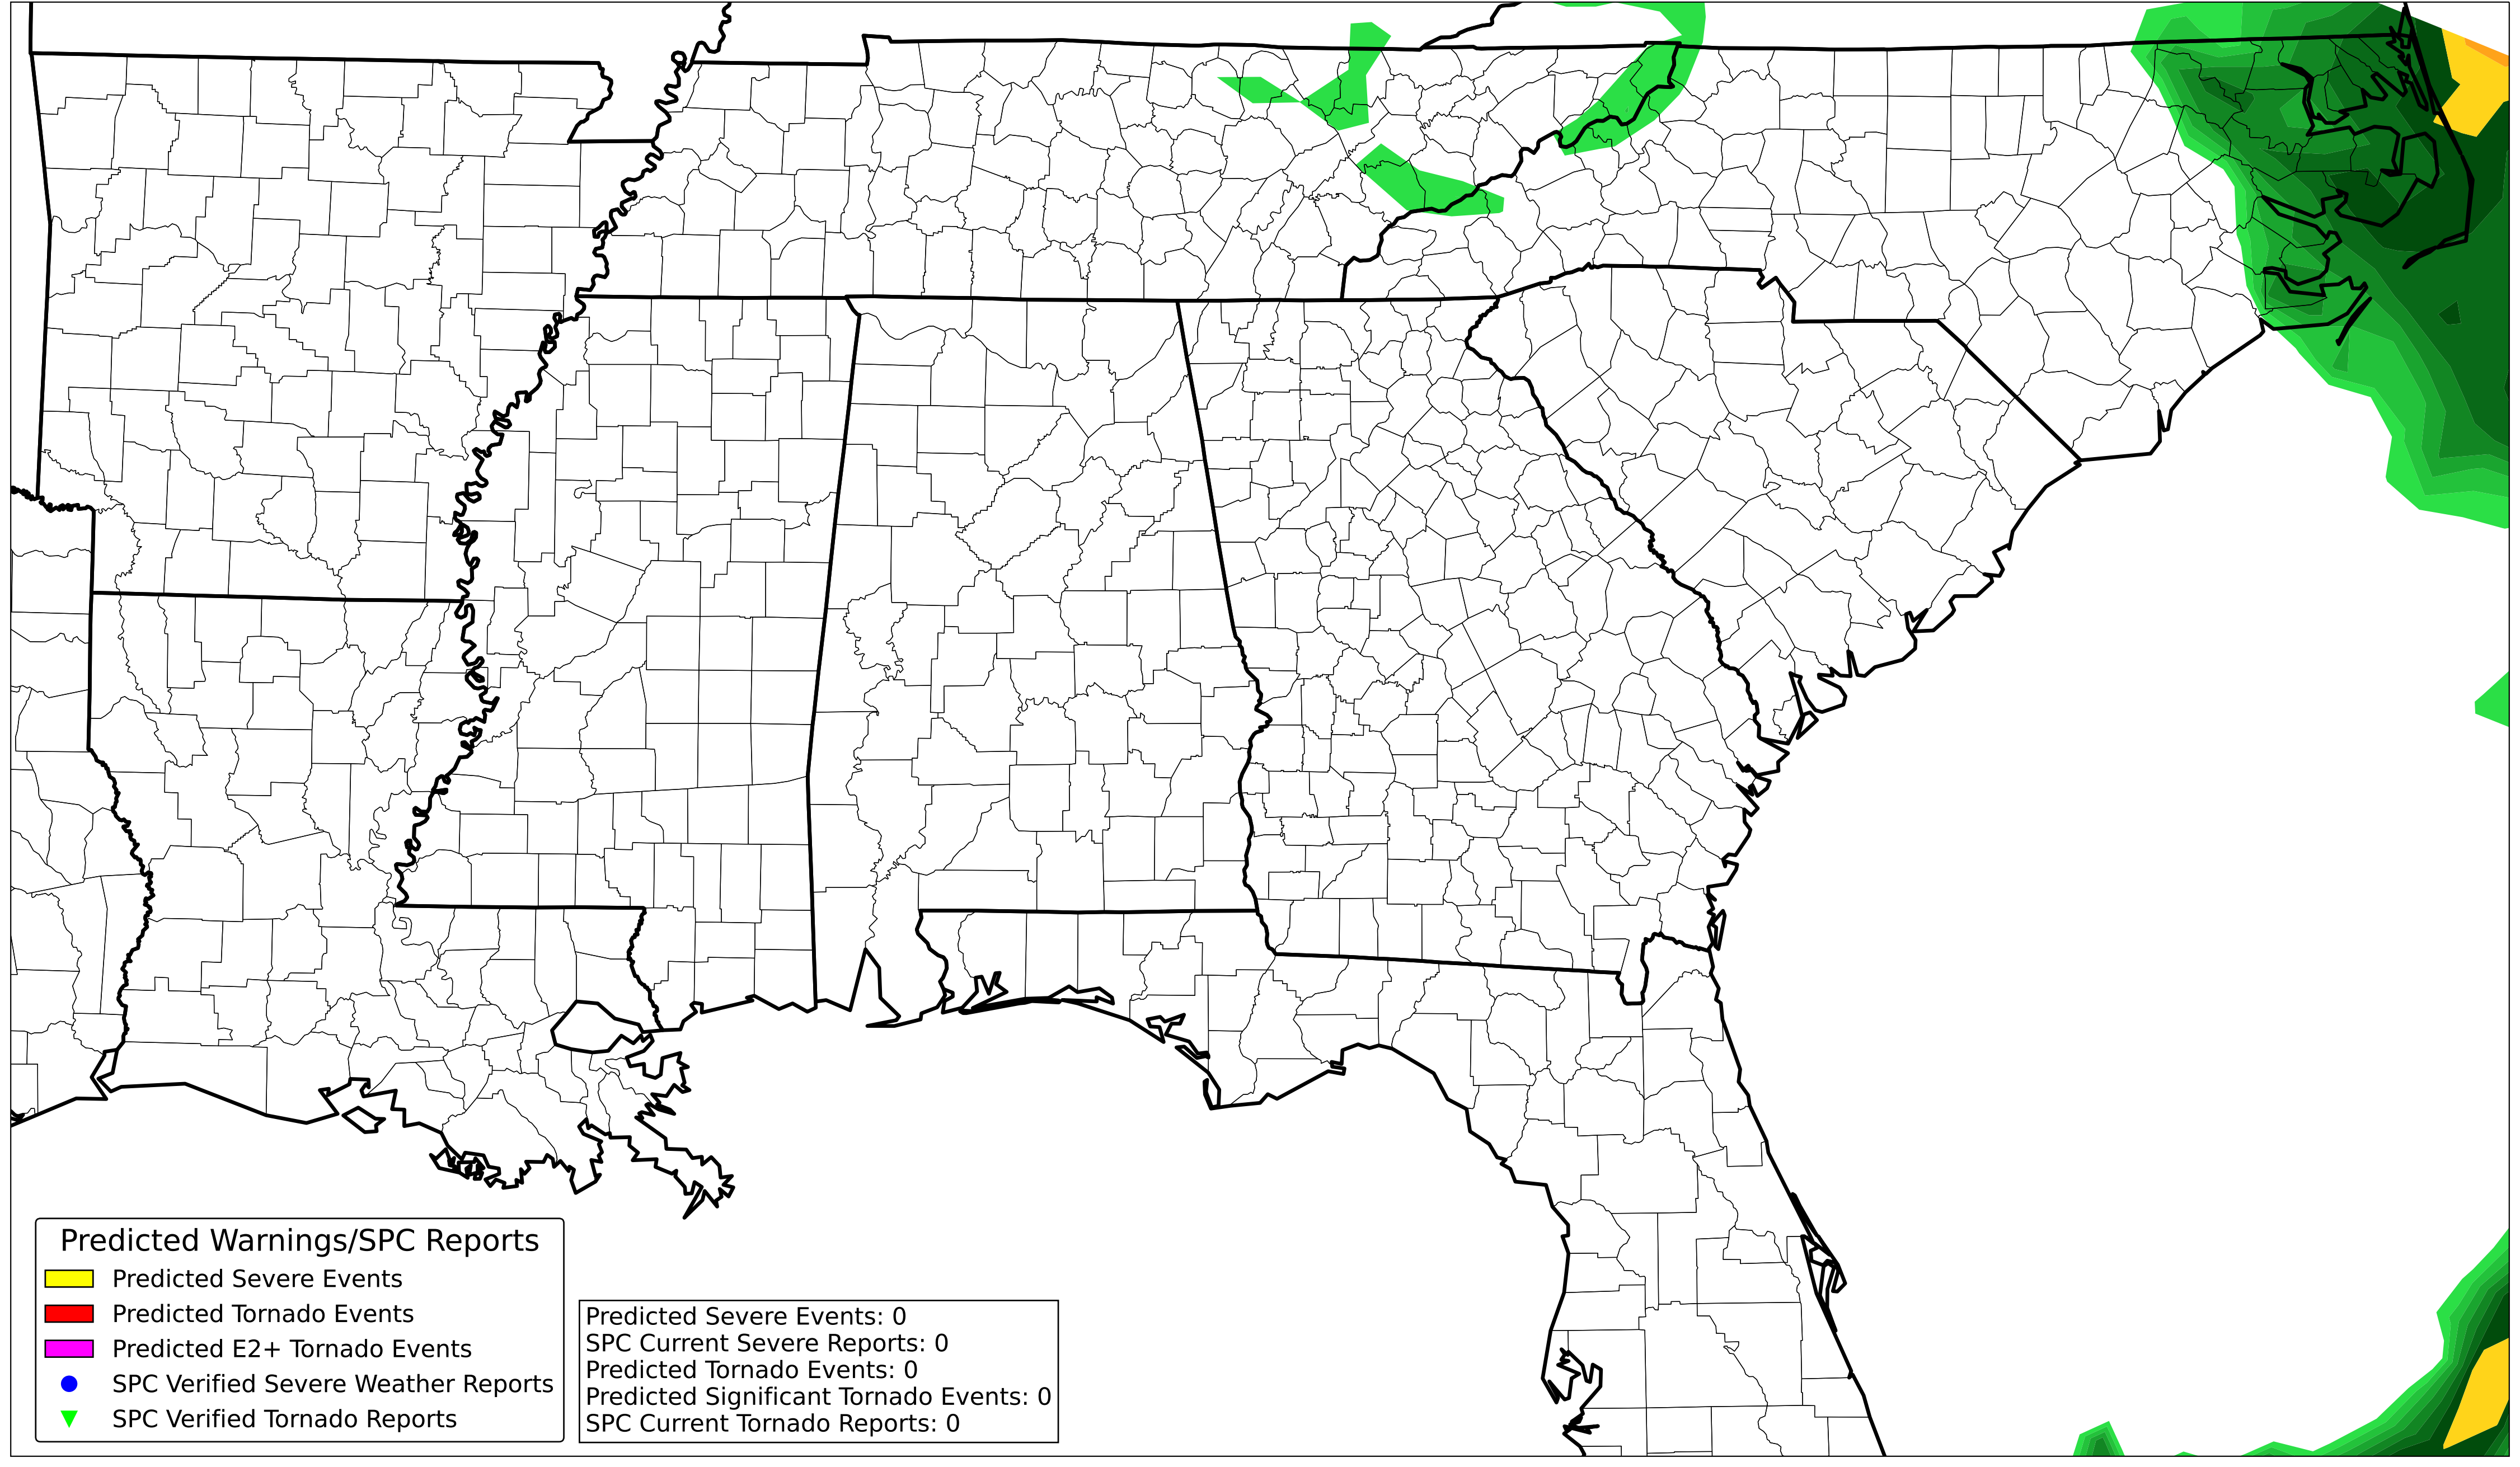 Predicted Warnings/SPC Reports
Predicted Severe Events
Predicted Tornado Events
Predicted E2+ Tornado Events
SPC Verified Severe Weather Reports
SPC Verified Tornado Reports
Predicted Severe Events: 0
SPC Current Severe Reports: 0
Predicted Tornado Events: 0
Predicted Significant Tornado Events: 0
SPC Current Tornado Reports: 0